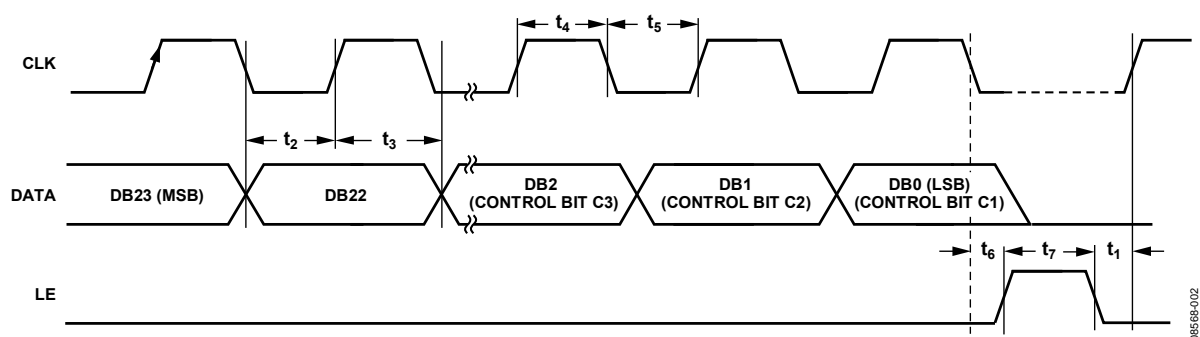 t4
t5
CLK
t2
t3
DATA
DB23 (MSB)
DB22
DB2
(CONTROL BIT C3)
DB1
(CONTROL BIT C2)
DB0 (LSB)
(CONTROL BIT C1)
t6
t7
t1
LE
08568-002